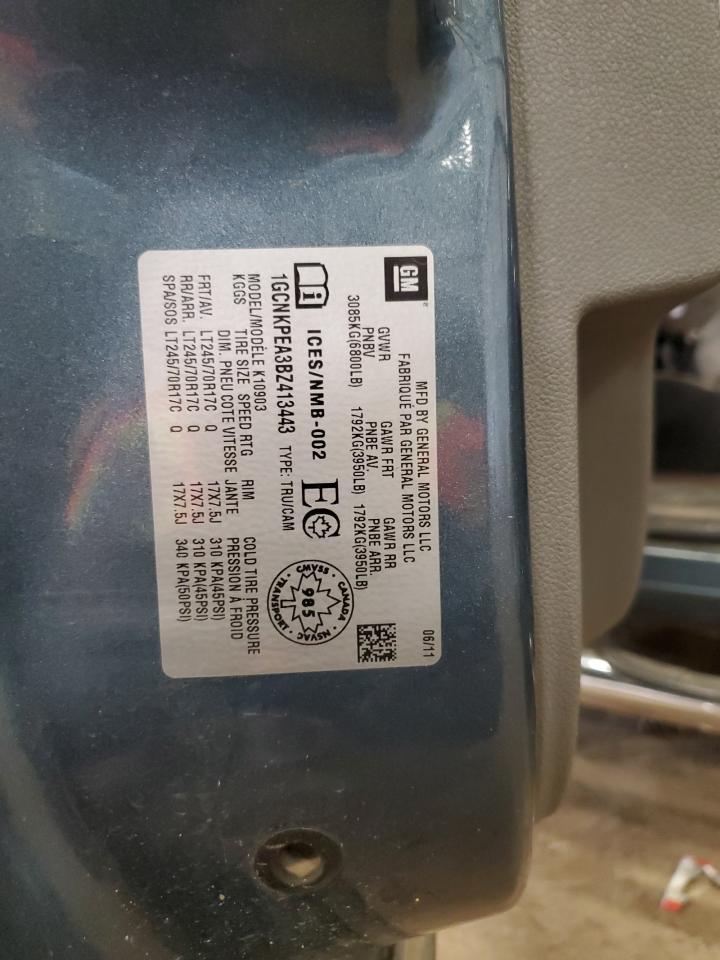 GM
MFD BY GENERAL MOTORS LLC 06/11
FABRIQUÉ PAR GENERAL MOTORS LLC
GVWR GAWR FRT GAWR RR
PNBV PNBE AV. PNBE ARR.
3085KG(6800LB) 1792KG(3950LB) 1792KG(3950LB)
ICES/NMB-002 EC
CANADA · NSVAC · TRANSPORT · CMVSS
985
1GCNKPEA3BZ413443 TYPE: TRU/CAM
MODEL/MODÈLE K10903
KGGS
TIRE SIZE SPEED RTG RIM COLD TIRE PRESSURE
DIM. PNEU COTE VITESSE JANTE PRESSION À FROID
FRT/AV. LT245/70R17C Q 17X7.5J 310 KPA(45PSI)
RR/ARR. LT245/70R17C Q 17X7.5J 310 KPA(45PSI)
SPA/SOS LT245/70R17C Q 17X7.5J 340 KPA(50PSI)